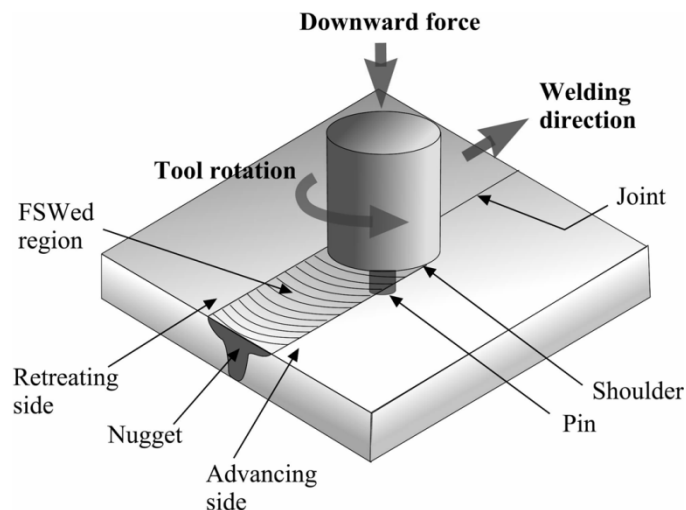 Downward force
Welding
direction
Tool rotation
FSWed
region
Joint
Retreating
side
Nugget
Advancing
side
Shoulder
Pin